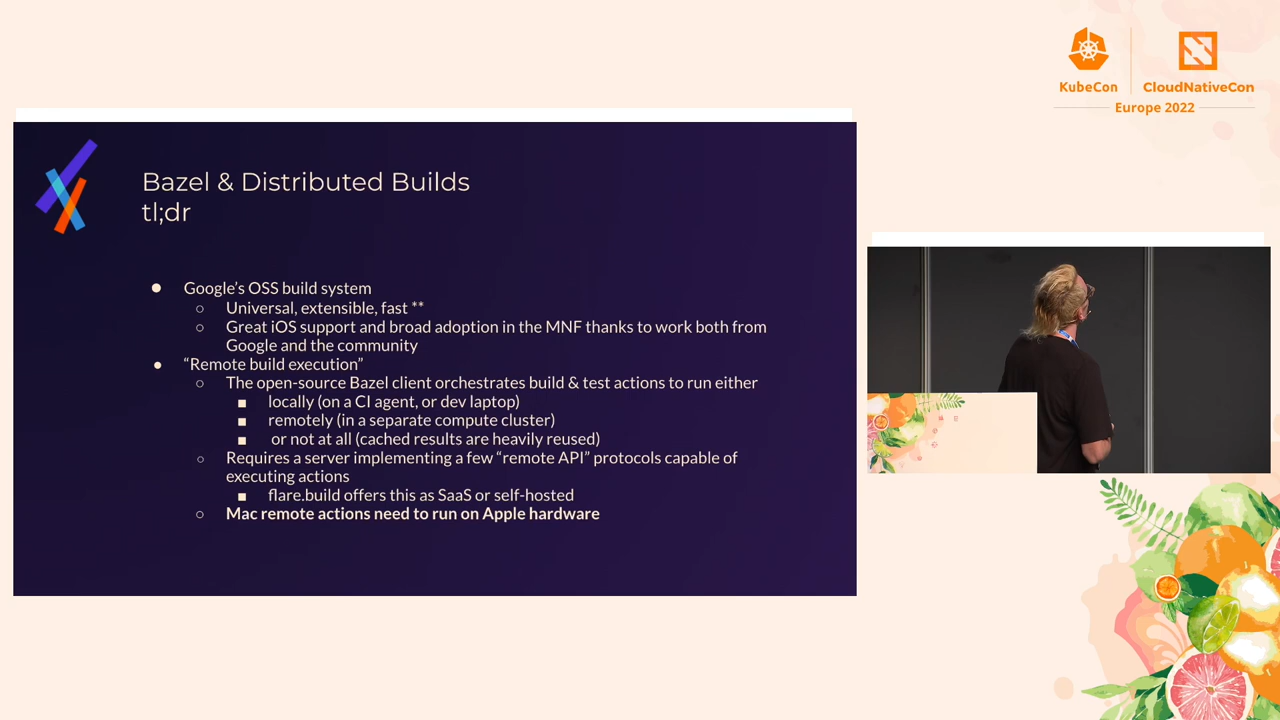 KubeCon
CloudNativeCon
Europe 2022
Bazel & Distributed Builds
tl;dr
● Google's OSS build system
○ Universal, extensible, fast **
○ Great iOS support and broad adoption in the MNF thanks to work both from
Google and the community
● “Remote build execution”
○ The open-source Bazel client orchestrates build & test actions to run either
■ locally (on a CI agent, or dev laptop)
■ remotely (in a separate compute cluster)
■ or not at all (cached results are heavily reused)
○ Requires a server implementing a few “remote API” protocols capable of
executing actions
■ flare.build offers this as SaaS or self-hosted
○ Mac remote actions need to run on Apple hardware